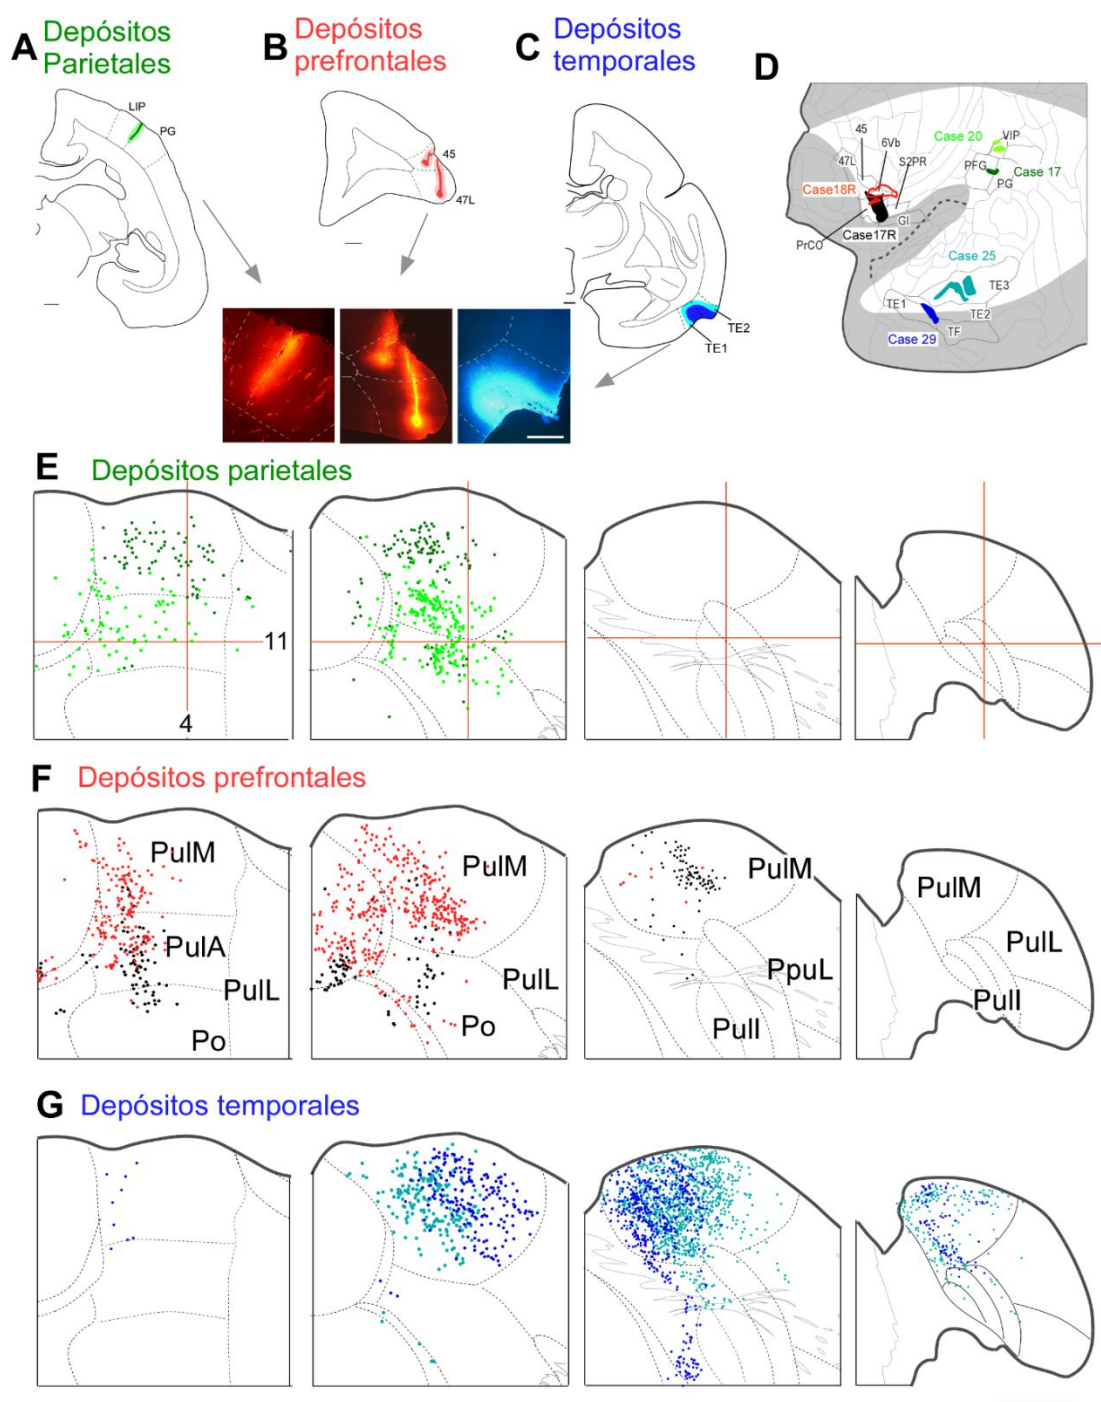 A Depósitos
Parietales
B Depósitos
prefrontales
C Depósitos
temporales
D
LIP
PG
45
47L
TE2
TE1
45
6Vb
47L
S2PR
Case18R
GI
PrCO
Case17R
Case 20
VIP
PFG
Case 17
PG
Case 25
TE3
TE1
TE2
TF
Case 29
E Depósitos parietales
11
4
F Depósitos prefrontales
PulM
PulA
PulL
Po
PulM
PulL
Po
PulM
PpuL
PulI
PulM
PulL
PulI
G Depósitos temporales